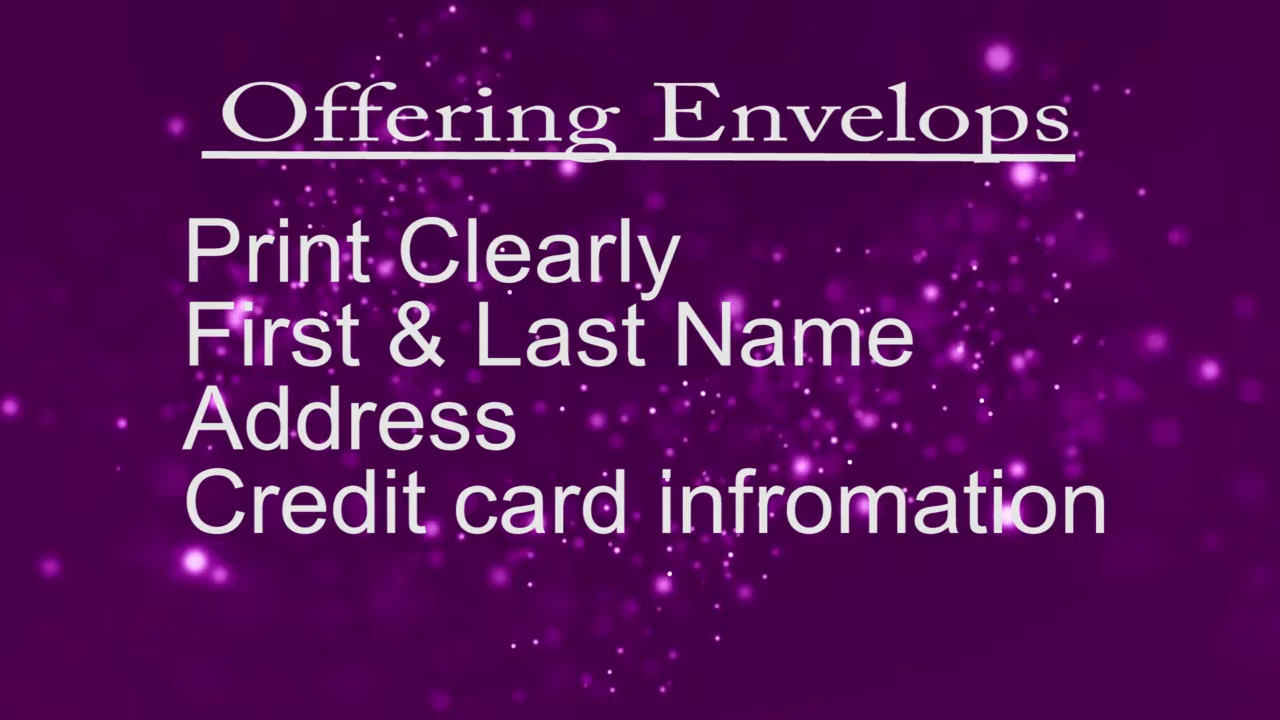 Offering Envelops
Print Clearly
First & Last Name
Address
Credit card infromation